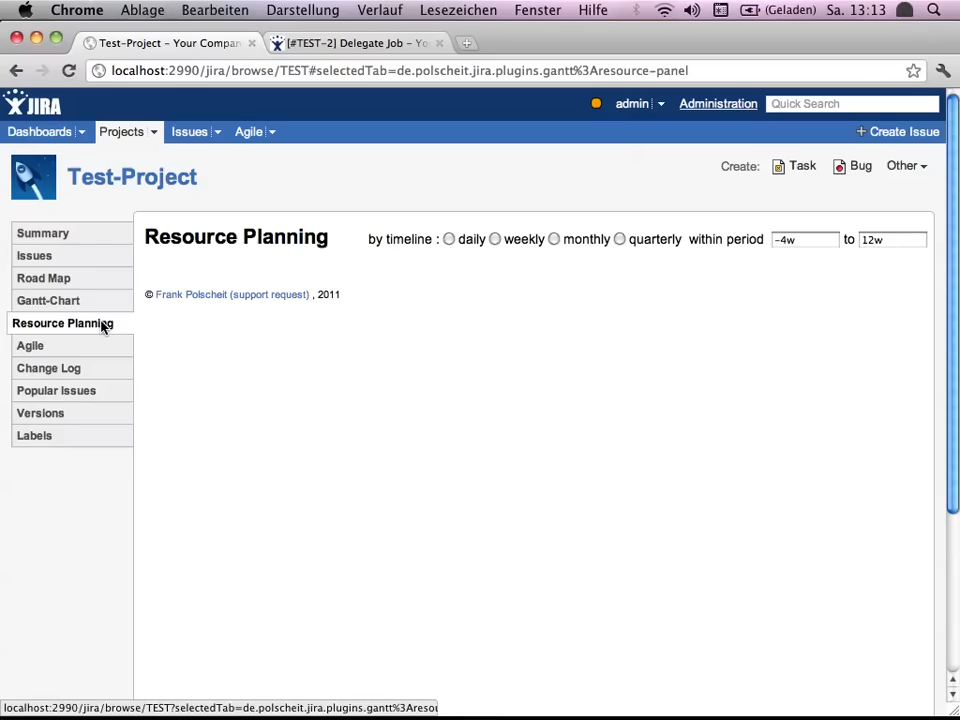 Chrome Ablage Bearbeiten Darstellung Verlauf Lesezeichen Fenster Hilfe (Geladen) Sa. 13:13
Test-Project – Your Compan
[#TEST-2] Delegate Job – Yo
localhost:2990/jira/browse/TEST#selectedTab=de.polscheit.jira.plugins.gantt%3Aresource-panel
JIRA
admin Administration Quick Search
Dashboards Projects Issues Agile + Create Issue
Test-Project
Create: Task Bug Other
Summary
Issues
Road Map
Gantt-Chart
Resource Planning
Agile
Change Log
Popular Issues
Versions
Labels
Resource Planning by timeline : daily weekly monthly quarterly within period -4w to 12w
© Frank Polscheit (support request) , 2011
localhost:2990/jira/browse/TEST?selectedTab=de.polscheit.jira.plugins.gantt%3Aresou